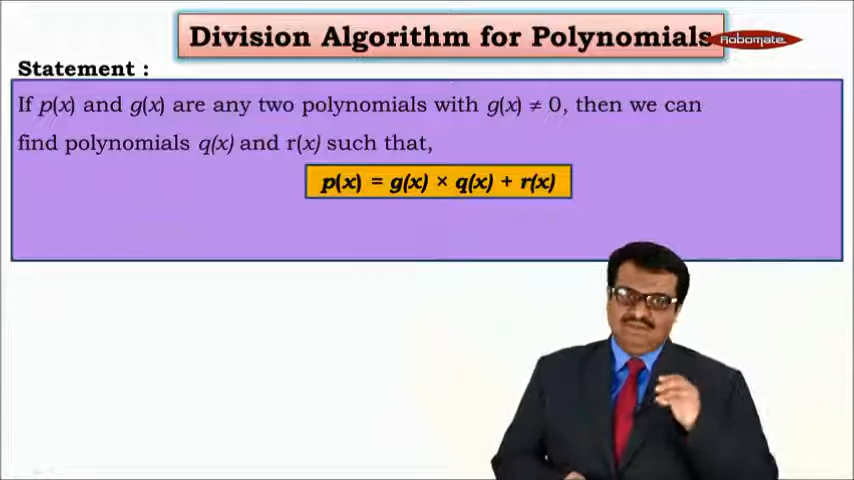 Division Algorithm for Polynomials
Robomate.
Statement :
If p(x) and g(x) are any two polynomials with g(x) ≠ 0, then we can
find polynomials q(x) and r(x) such that,
p(x) = g(x) × q(x) + r(x)